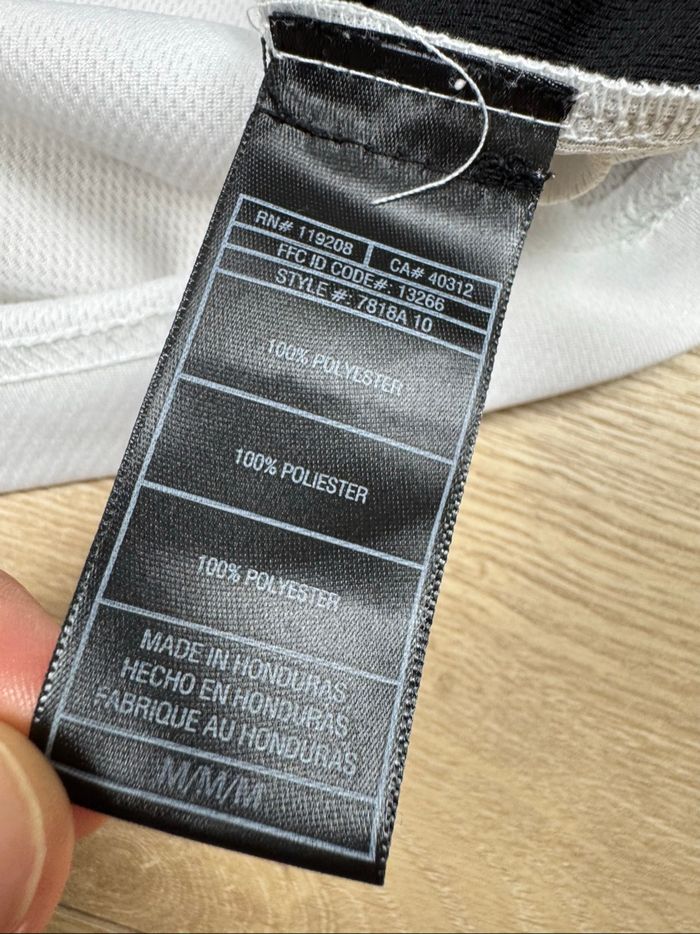 RN# 119208 CA# 40312
FFC ID CODE#: 13266
STYLE #: 7818A 10
100% POLYESTER
100% POLIESTER
100% POLYESTER
MADE IN HONDURAS
HECHO EN HONDURAS
FABRIQUE AU HONDURAS
M/M/M